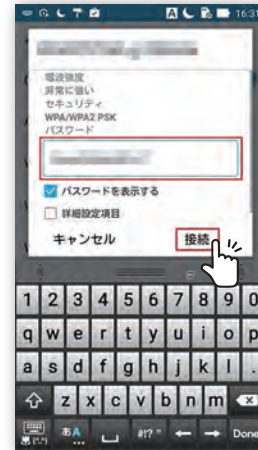 A 16:31
電波強度
非常に強い
セキュリティ
WPA/WPA2 PSK
パスワード
パスワードを表示する
詳細設定項目
キャンセル 接続
1 2 3 4 5 6 7 8 9 0
q w e r t y u i o p
a s d f g h j k l .
z x c v b n m
あA #!? Done